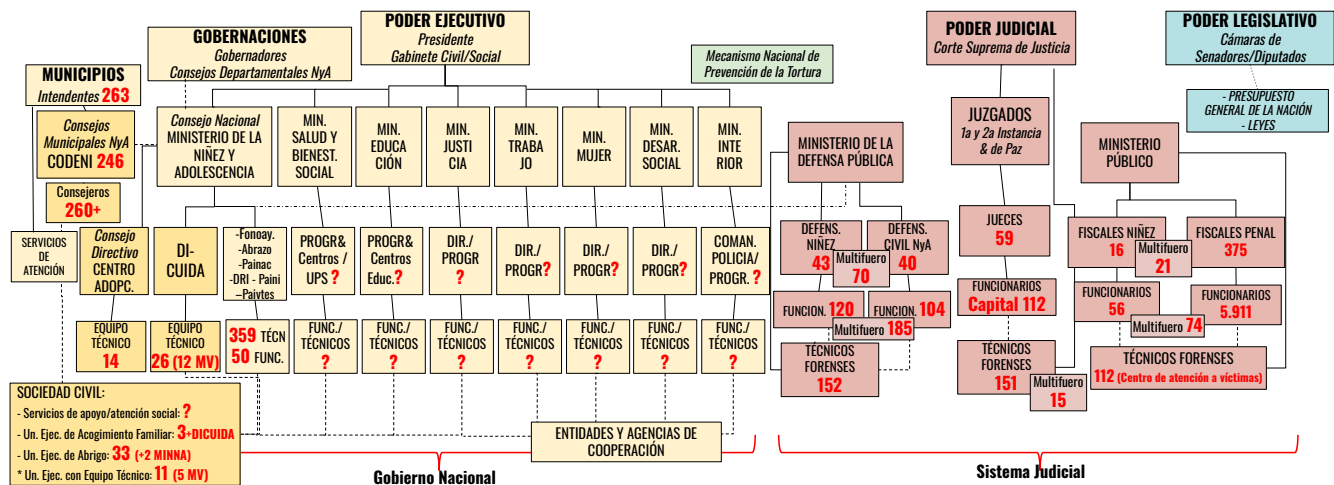 PODER EJECUTIVO
Presidente
Gabinete Civil/Social
GOBERNACIONES
Gobernadores
Consejos Departamentales NyA
MUNICIPIOS
Intendentes 263
Consejos
Municipales NyA
CODENI 246
Consejeros
260+
SERVICIOS
DE
ATENCIÓN
Consejo Nacional
MINISTERIO DE LA
NIÑEZ Y
ADOLESCENCIA
MIN.
SALUD Y
BIENEST.
SOCIAL
MIN.
EDUCA
CIÓN
MIN.
JUSTI
CIA
MIN.
TRABA
JO
MIN.
MUJER
MIN.
DESAR.
SOCIAL
MIN.
INTE
RIOR
Mecanismo Nacional de
Prevención de la Tortura
Consejo
Directivo
CENTRO
ADOPC.
DI-
CUIDA
-Fonoay.
-Abrazo
-Painac
-DRI - Paini
–Paivtes
PROGR&
Centros /
UPS ?
PROGR&
Centros
Educ.?
DIR./
PROGR
?
DIR./
PROGR?
DIR./
PROGR?
DIR./
PROGR?
COMAN.
POLICIA/
PROGR. ?
EQUIPO
TÉCNICO
14
EQUIPO
TÉCNICO
26 (12 MV)
359 TÉCN
50 FUNC.
FUNC./
TÉCNICOS
?
FUNC./
TÉCNICOS
?
FUNC./
TÉCNICOS
?
FUNC./
TÉCNICOS
?
FUNC./
TÉCNICOS
?
FUNC./
TÉCNICOS
?
FUNC./
TÉCNICOS
?
SOCIEDAD CIVIL:
- Servicios de apoyo/atención social: ?
- Un. Ejec. de Acogimiento Familiar: 3+DICUIDA
- Un. Ejec. de Abrigo: 33 (+2 MINNA)
* Un. Ejec. con Equipo Técnico: 11 (5 MV)
ENTIDADES Y AGENCIAS DE
COOPERACIÓN
Gobierno Nacional
PODER JUDICIAL
Corte Suprema de Justicia
JUZGADOS
1a y 2a Instancia
& de Paz
MINISTERIO DE LA
DEFENSA PÚBLICA
DEFENS.
NIÑEZ
43
DEFENS.
CIVIL NyA
40
Multifuero
70
FUNCION. 120
FUNCION. 104
Multifuero 185
TÉCNICOS
FORENSES
152
JUECES
59
FUNCIONARIOS
Capital 112
TÉCNICOS
FORENSES
151
Multifuero
15
MINISTERIO
PÚBLICO
FISCALES NIÑEZ
16
FISCALES PENAL
375
Multifuero
21
FUNCIONARIOS
56
FUNCIONARIOS
5.911
Multifuero 74
TÉCNICOS FORENSES
112 (Centro de atención a víctimas)
PODER LEGISLATIVO
Cámaras de
Senadores/Diputados
- PRESUPUESTO
GENERAL DE LA NACIÓN
- LEYES
Sistema Judicial